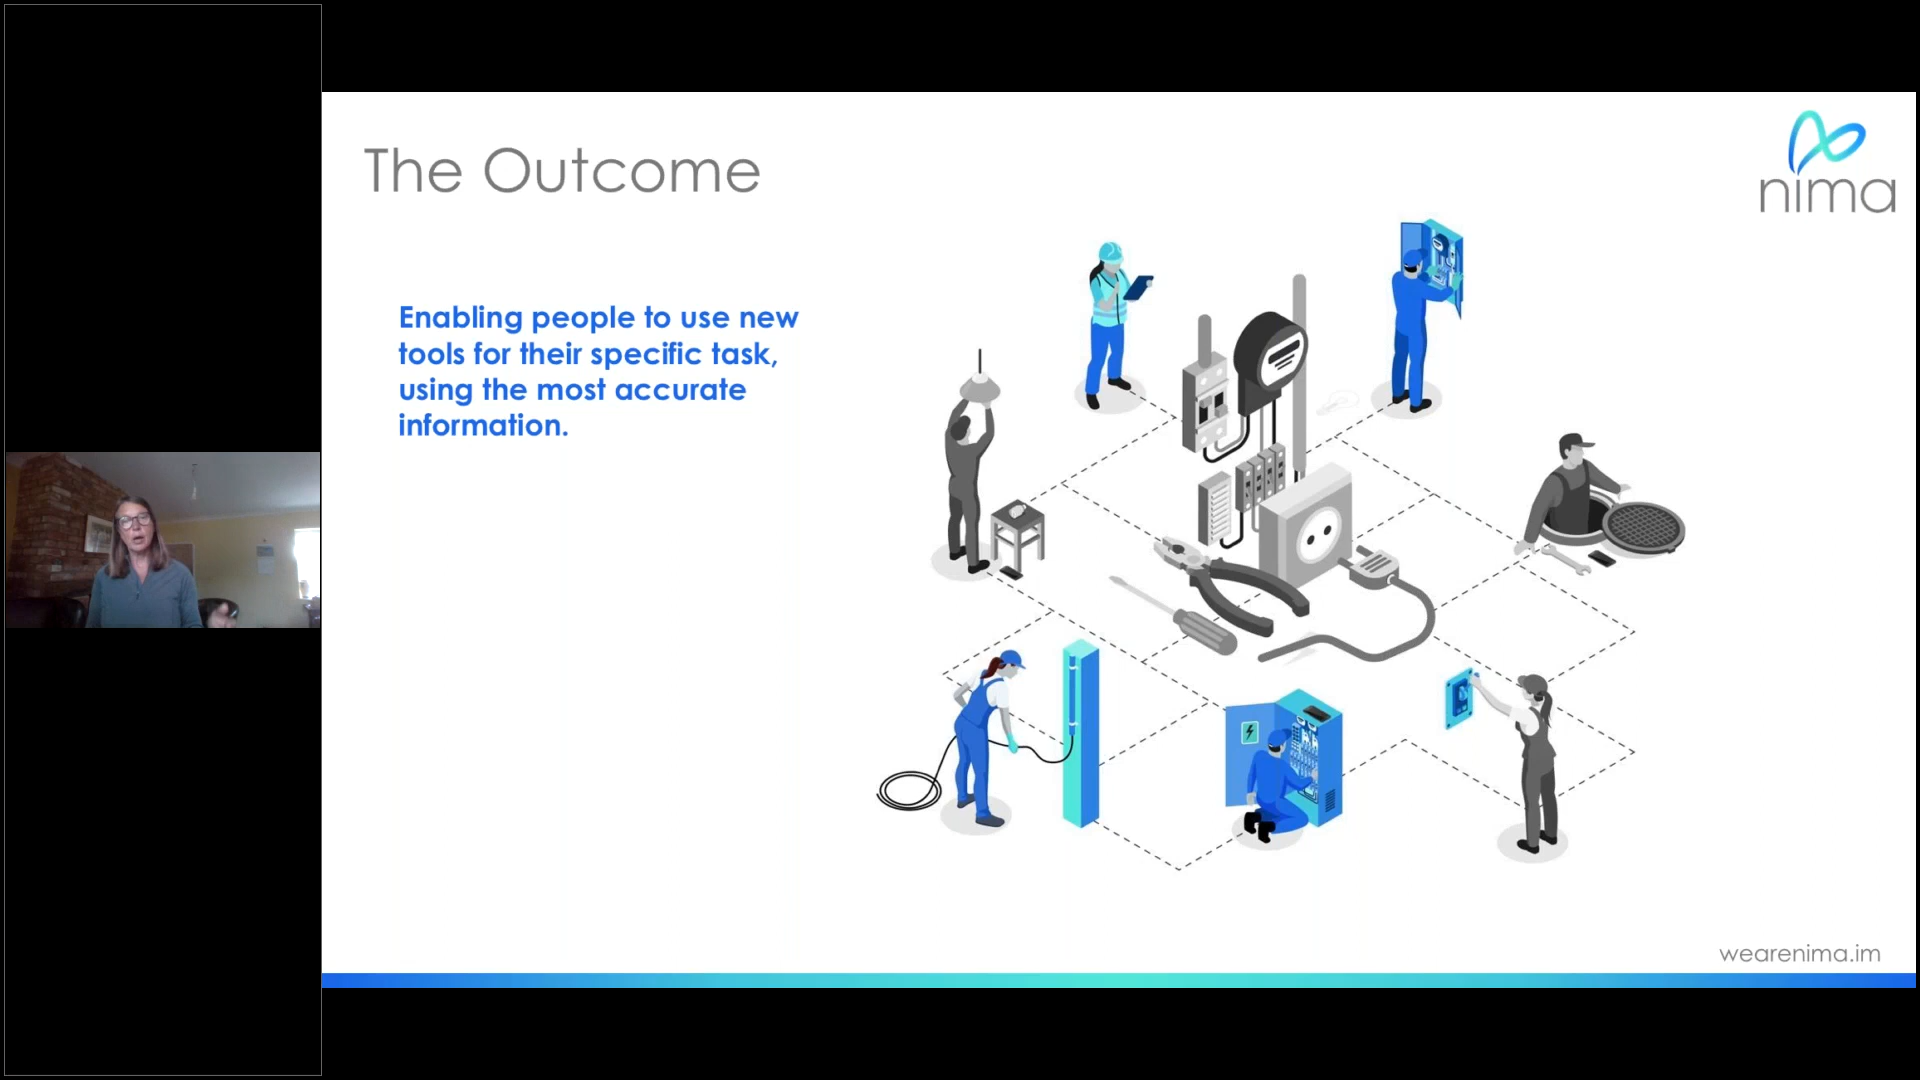 The Outcome
nima
Enabling people to use new
tools for their specific task,
using the most accurate
information.
wearenima.im